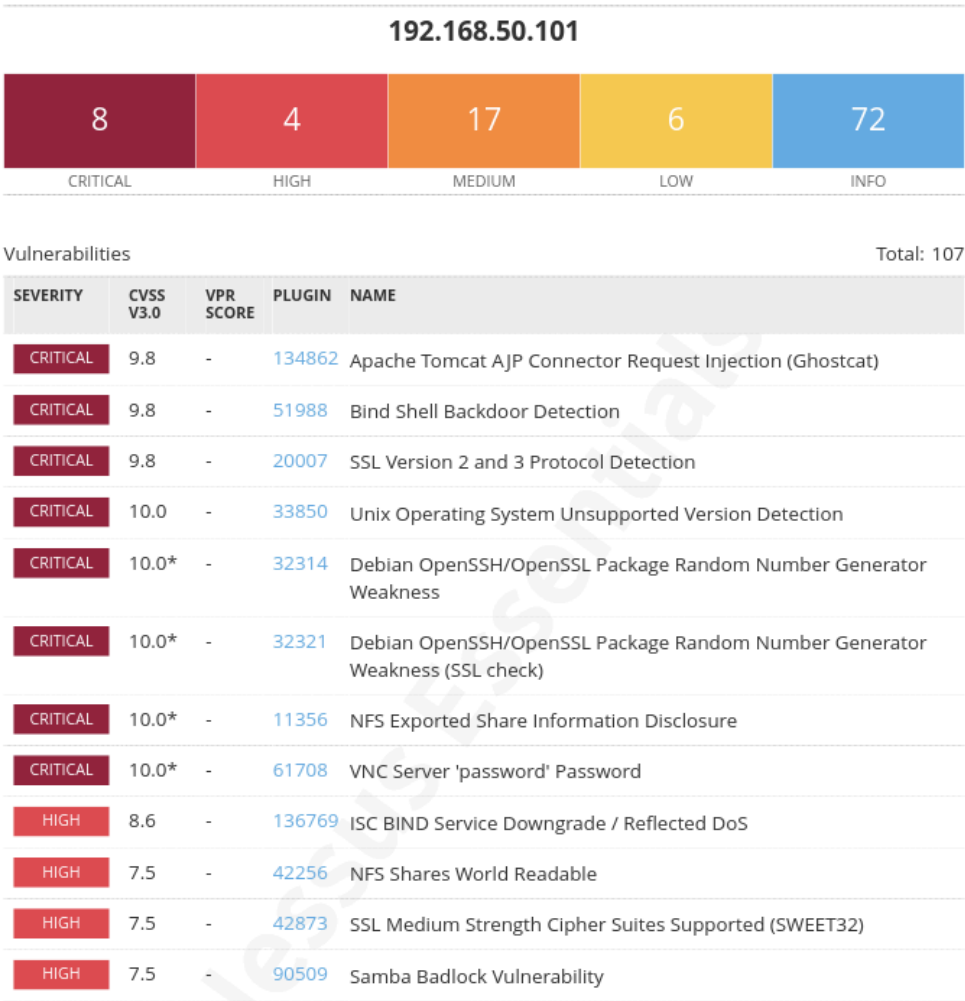 192.168.50.101
8 4 17 6 72
CRITICAL HIGH MEDIUM LOW INFO
Vulnerabilities Total: 107
SEVERITY CVSS V3.0 VPR SCORE PLUGIN NAME
CRITICAL 9.8 - 134862 Apache Tomcat AJP Connector Request Injection (Ghostcat)
CRITICAL 9.8 - 51988 Bind Shell Backdoor Detection
CRITICAL 9.8 - 20007 SSL Version 2 and 3 Protocol Detection
CRITICAL 10.0 - 33850 Unix Operating System Unsupported Version Detection
CRITICAL 10.0* - 32314 Debian OpenSSH/OpenSSL Package Random Number Generator
Weakness
CRITICAL 10.0* - 32321 Debian OpenSSH/OpenSSL Package Random Number Generator
Weakness (SSL check)
CRITICAL 10.0* - 11356 NFS Exported Share Information Disclosure
CRITICAL 10.0* - 61708 VNC Server 'password' Password
HIGH 8.6 - 136769 ISC BIND Service Downgrade / Reflected DoS
HIGH 7.5 - 42256 NFS Shares World Readable
HIGH 7.5 - 42873 SSL Medium Strength Cipher Suites Supported (SWEET32)
HIGH 7.5 - 90509 Samba Badlock Vulnerability
essus Essentials